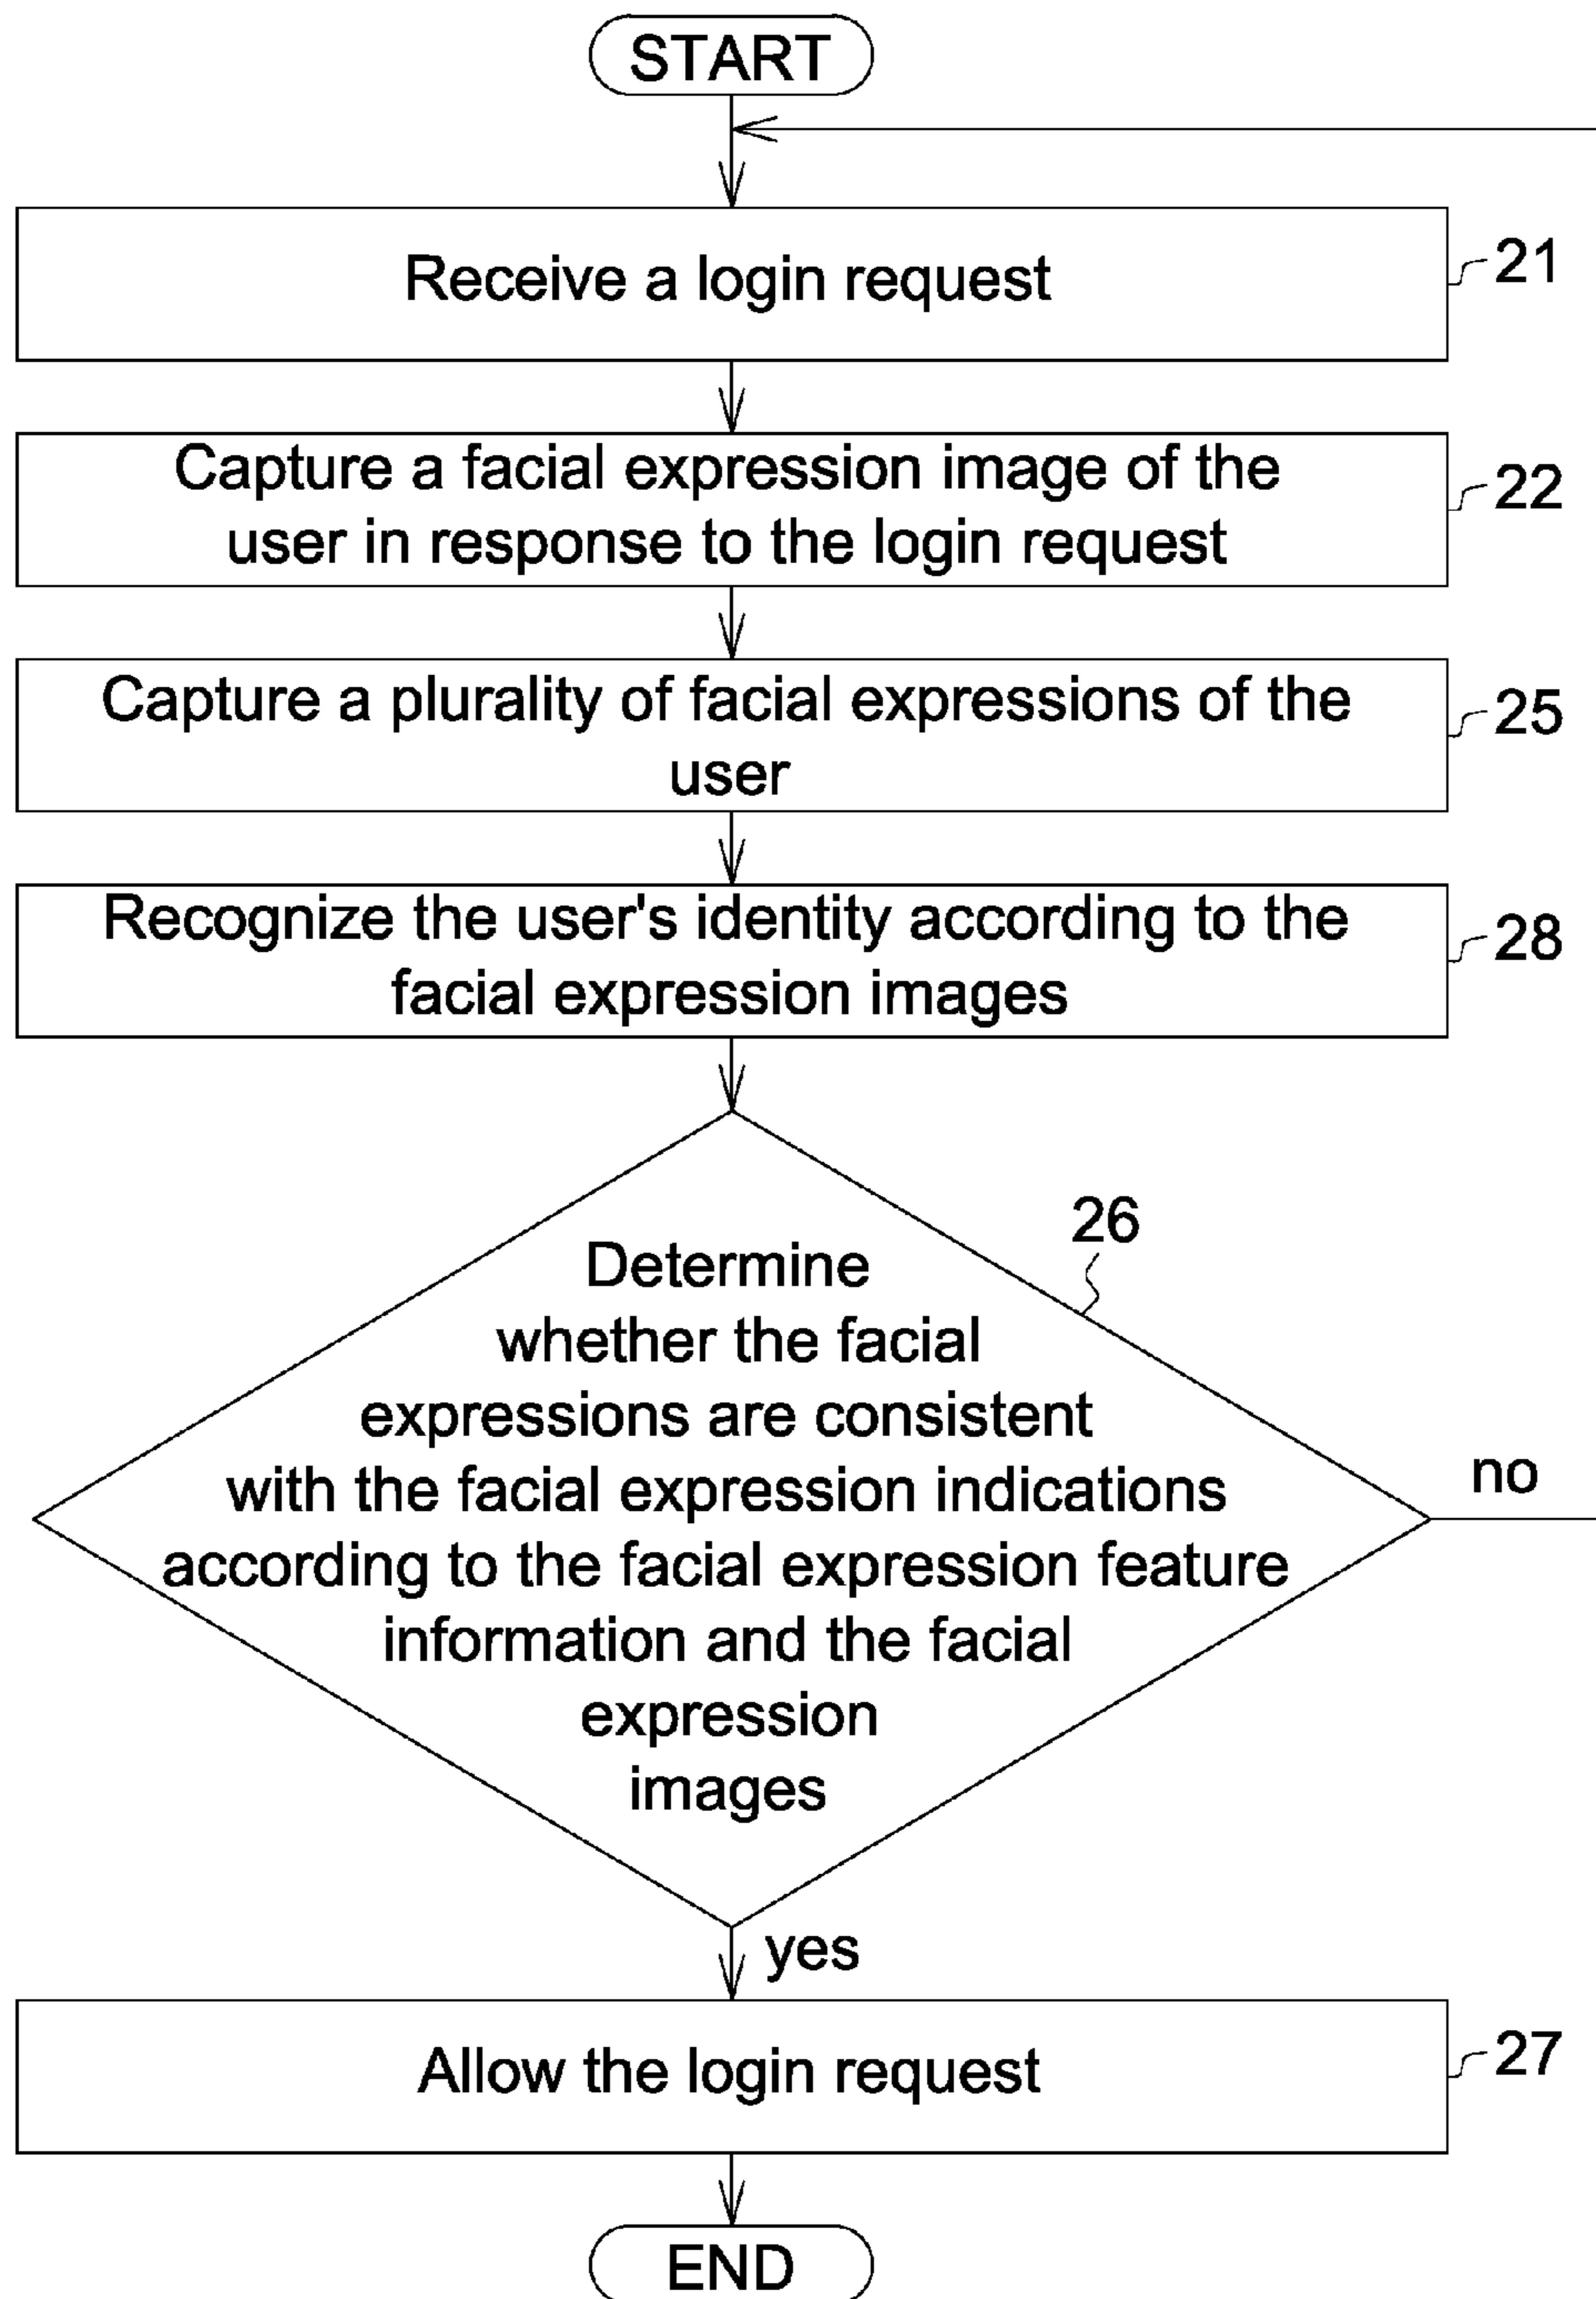 START
Receive a login request
21
Capture a facial expression image of the
user in response to the login request
22
Capture a plurality of facial expressions of the
user
25
Recognize the user's identity according to the
facial expression images
28
26
Determine
whether the facial
expressions are consistent
with the facial expression indications
according to the facial expression feature
information and the facial
expression
images
no
yes
Allow the login request
27
END